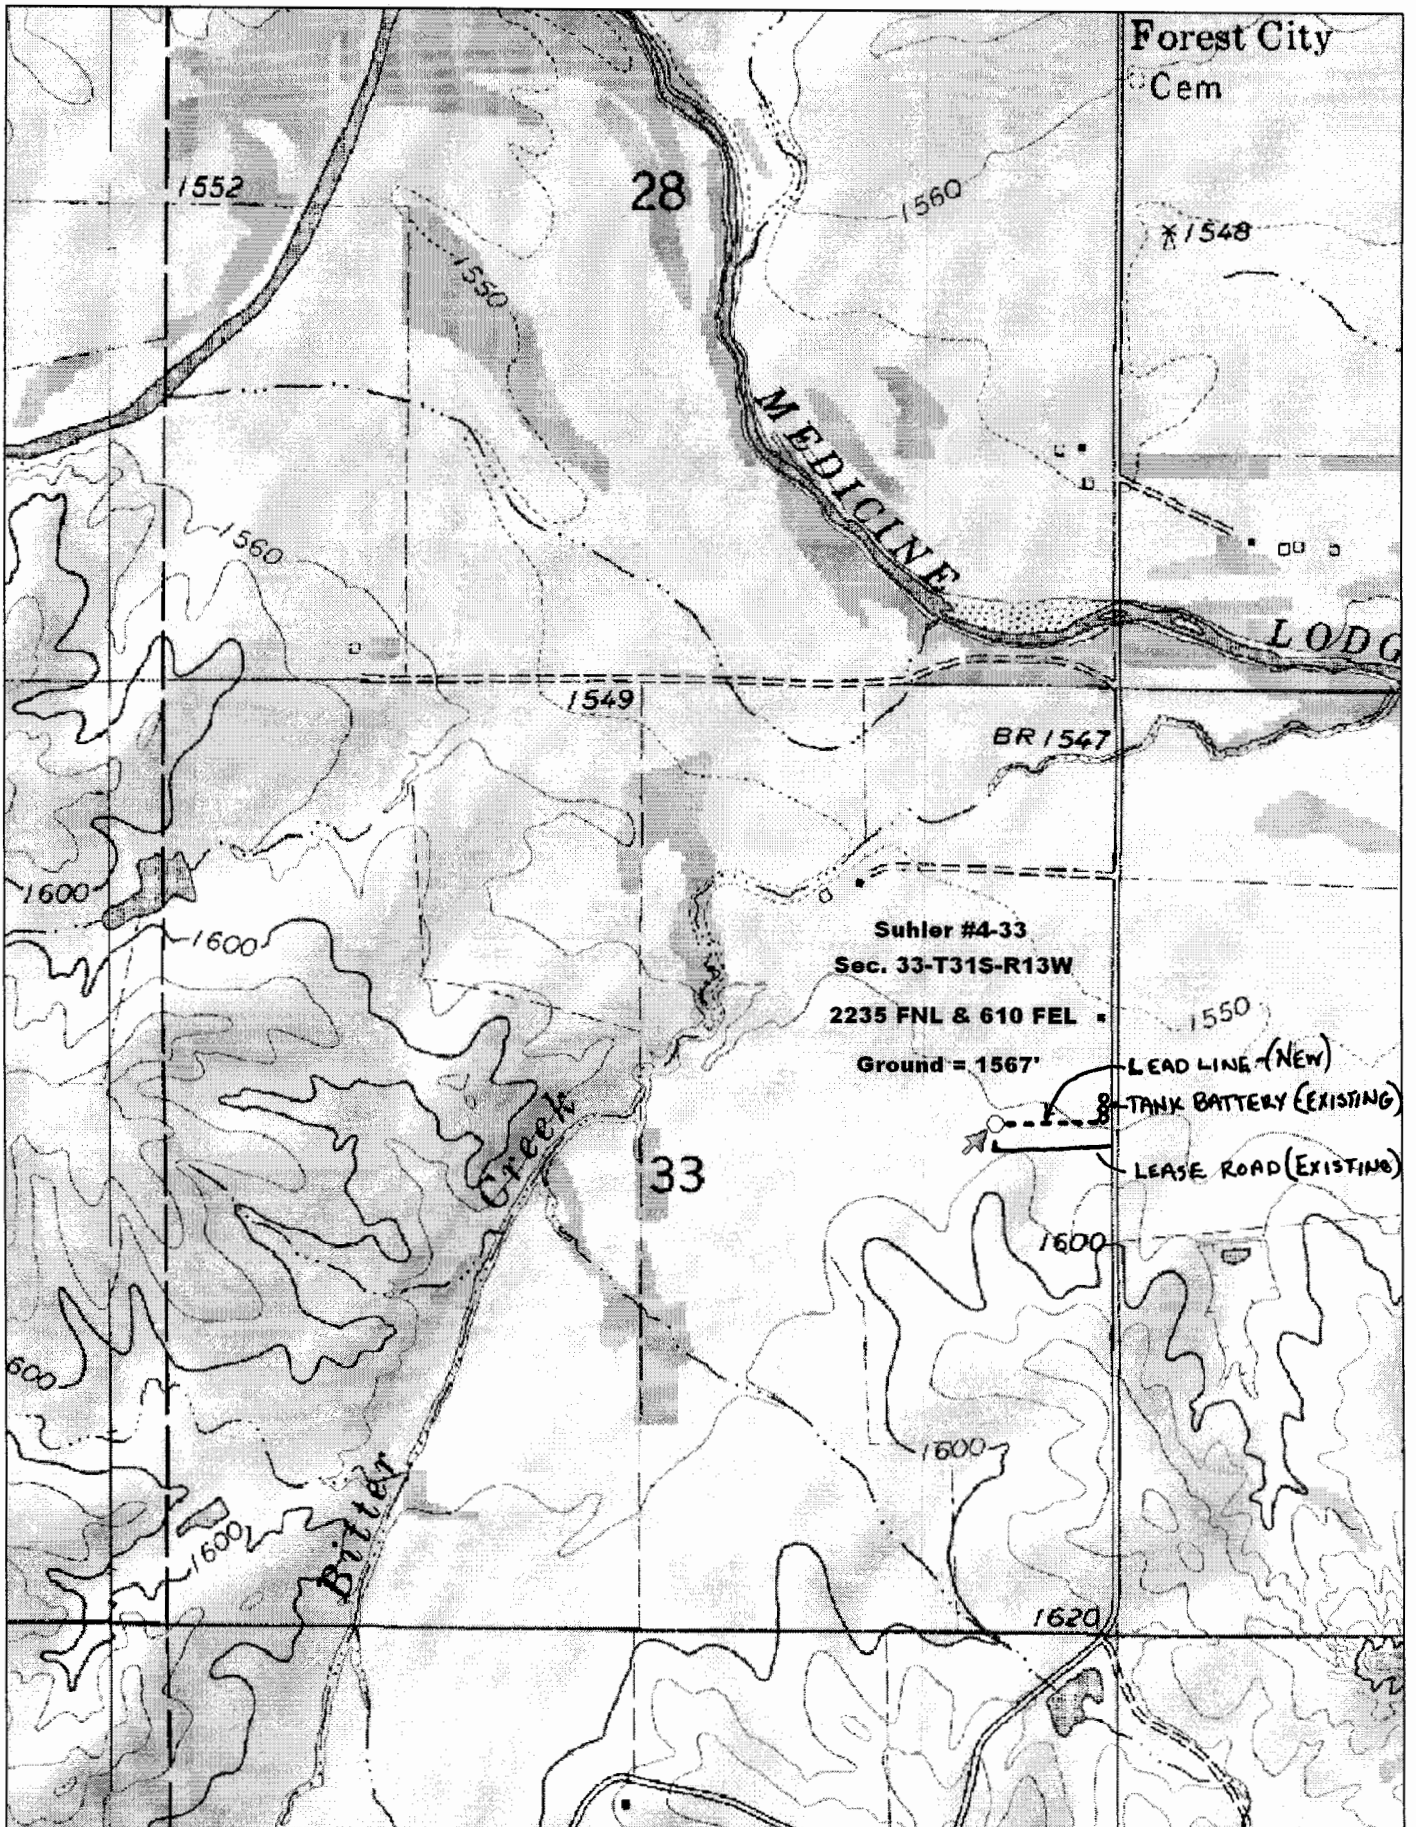 Forest City
Cem
1552
28
1560
1548
1550
MEDICINE
1560
LODG
1549
BR 1547
1600
1600
Suhler #4-33
Sec. 33-T31S-R13W
2235 FNL & 610 FEL
1550
Ground = 1567'
LEAD LINE (NEW)
TANK BATTERY (EXISTING)
LEASE ROAD (EXISTING)
33
Bitter Creek
1600
600
1600
1600
1620